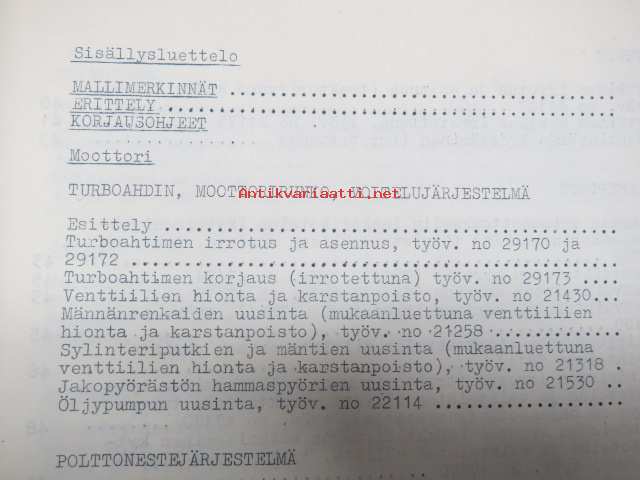 Sisällysluettelo
MALLIMERKINNÄT ........................................
ERITTELY .............................................
KORJAUSOHJEET
Moottori
TURBOAHDIN, MOOTTORIRUNKO, VOITELUJÄRJESTELMÄ
Antikvariaatti.net
Esittely .............................................
Turboahtimen irrotus ja asennus, työv. no 29170 ja
29172 ................................................
Turboahtimen korjaus (irrotettuna) työv. no 29173 ....
Venttiilien hionta ja karstanpoisto, työv. no 21430...
Männänrenkaiden uusinta (mukaanluettuna venttiilien
hionta ja karstanpoisto), työv. no 21258 .............
Sylinteriputkien ja mäntien uusinta (mukaanluettuna
venttiilien hionta ja karstanpoisto), työv. no 21318 .
Jakopyörästön hammaspyörien uusinta, työv. no 21530 ..
Öljypumpun uusinta, työv. no 22114 ...................
POLTTONESTEJÄRJESTELMÄ